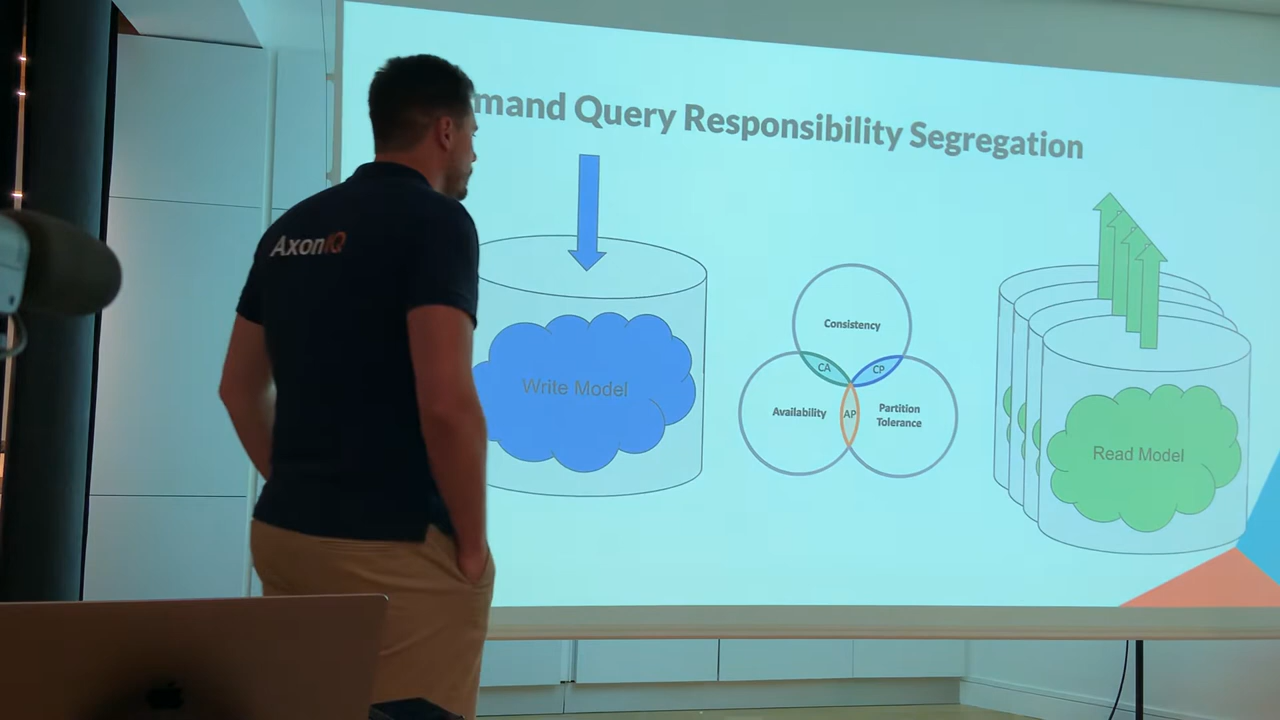 mand Query Responsibility Segregation
AxonIQ
Write Model
Consistency
CA
CP
Availability
AP
Partition
Tolerance
Read Model